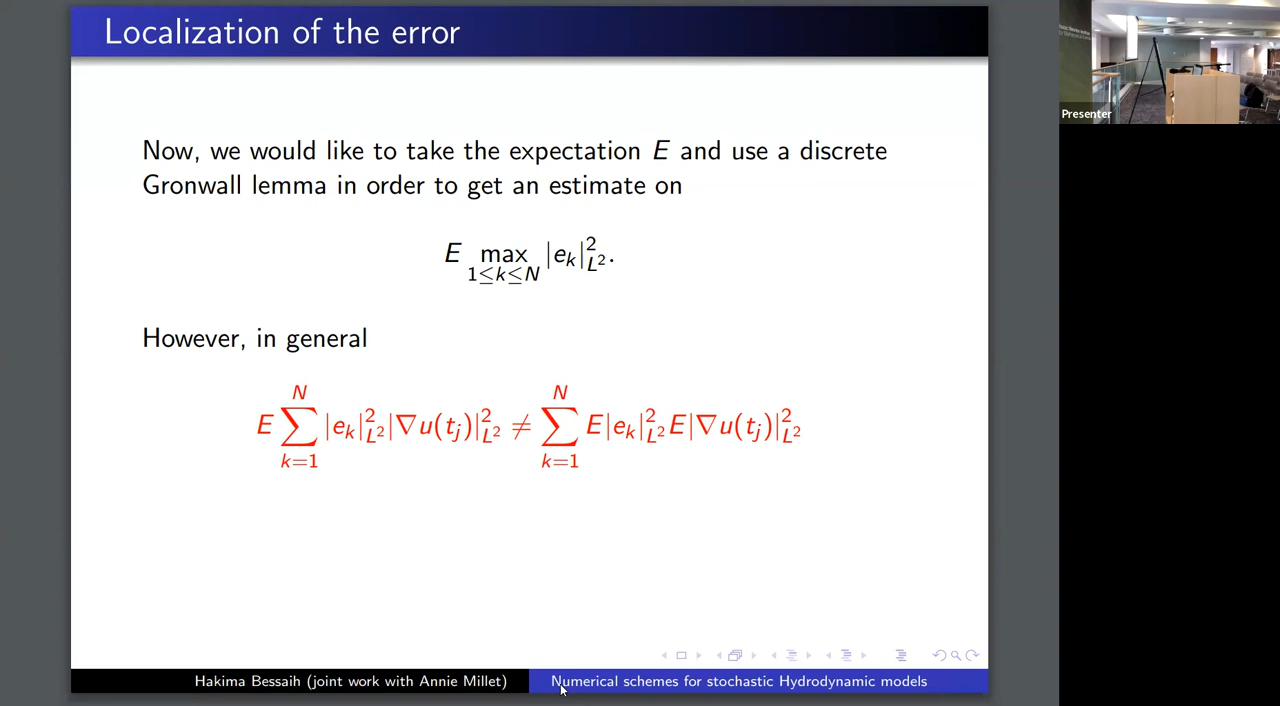 Localization of the error
Now, we would like to take the expectation E and use a discrete
Gronwall lemma in order to get an estimate on
E max_{1≤k≤N} |e_k|^2_{L^2}.
However, in general
E ∑_{k=1}^{N} |e_k|^2_{L^2} |∇u(t_j)|^2_{L^2} ≠ ∑_{k=1}^{N} E|e_k|^2_{L^2} E|∇u(t_j)|^2_{L^2}
Hakima Bessaih (joint work with Annie Millet)
Numerical schemes for stochastic Hydrodynamic models
Presenter